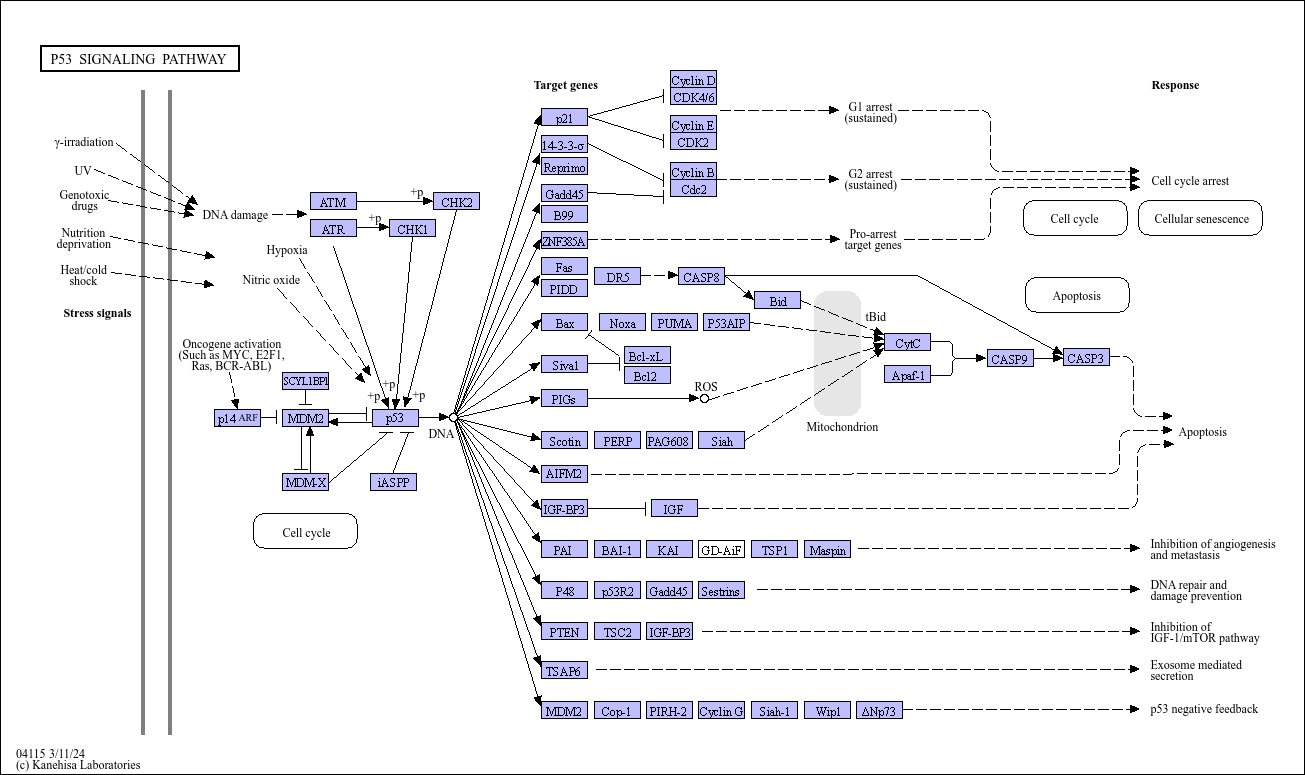 P53 SIGNALING PATHWAY
Target genes
Response
Cyclin D
CDK4/6
p21
G1 arrest
(sustained)
Cyclin E
CDK2
γ-irradiation
14-3-3-σ
Reprimo
UV
Cyclin B
Cdc2
G2 arrest
(sustained)
Cell cycle arrest
Genotoxic
drugs
DNA damage
ATM
+p
CHK2
Gadd45
B99
Cell cycle
Cellular senescence
ATR
+p
CHK1
Nutrition
deprivation
ZNF385A
Pro-arrest
target genes
Hypoxia
Heat/cold
shock
Nitric oxide
Fas
PIDD
DR5
CASP8
Bid
Apoptosis
Stress signals
Bax
Noxa
PUMA
P53AIP
tBid
CytC
Oncogene activation
(Such as MYC, E2F1,
Ras, BCR-ABL)
Siva1
Bcl-xL
Bcl2
Apaf-1
CASP9
CASP3
SCYL1BP1
+p
+p
+p
PIGs
ROS
p14 ARF
MDM2
p53
DNA
Mitochondrion
Apoptosis
Scotin
PERP
PAG608
Siah
MDM-X
iASPP
AIFM2
IGF-BP3
IGF
Cell cycle
PAI
BAI-1
KAI
GD-AiF
TSP1
Maspin
Inhibition of angiogenesis
and metastasis
P48
p53R2
Gadd45
Sestrins
DNA repair and
damage prevention
PTEN
TSC2
IGF-BP3
Inhibition of
IGF-1/mTOR pathway
TSAP6
Exosome mediated
secretion
MDM2
Cop-1
PIRH-2
Cyclin G
Siah-1
Wip1
ΔNp73
p53 negative feedback
04115 3/11/24
(c) Kanehisa Laboratories